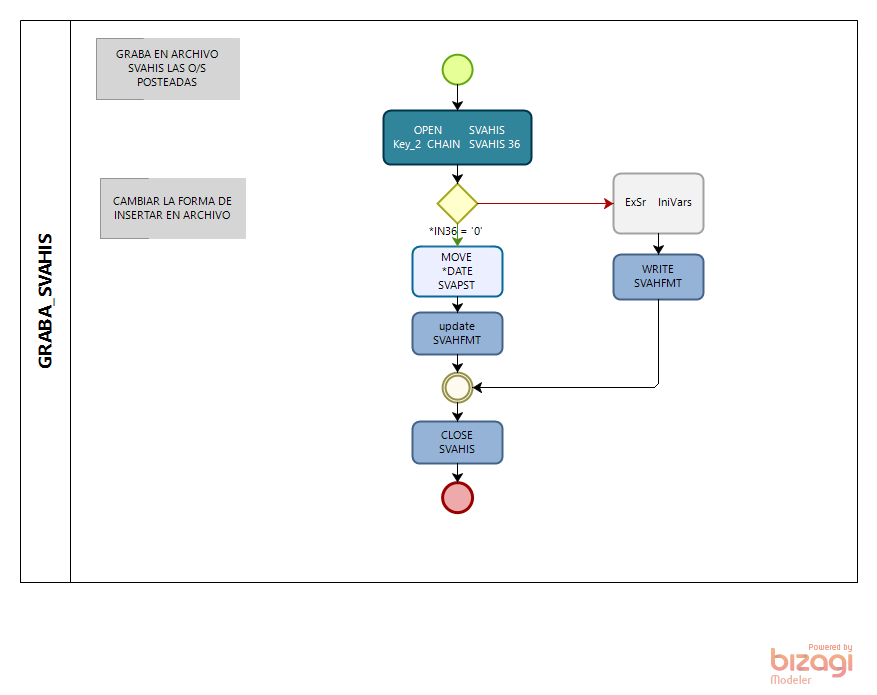 GRABA_SVAHIS
GRABA EN ARCHIVO
SVAHIS LAS O/S
POSTEADAS
OPEN SVAHIS
Key_2 CHAIN SVAHIS 36
CAMBIAR LA FORMA DE
INSERTAR EN ARCHIVO
*IN36 = '0'
ExSr IniVars
MOVE
*DATE
SVAPST
WRITE
SVAHFMT
update
SVAHFMT
CLOSE
SVAHIS
Powered by
bizagi
Modeler